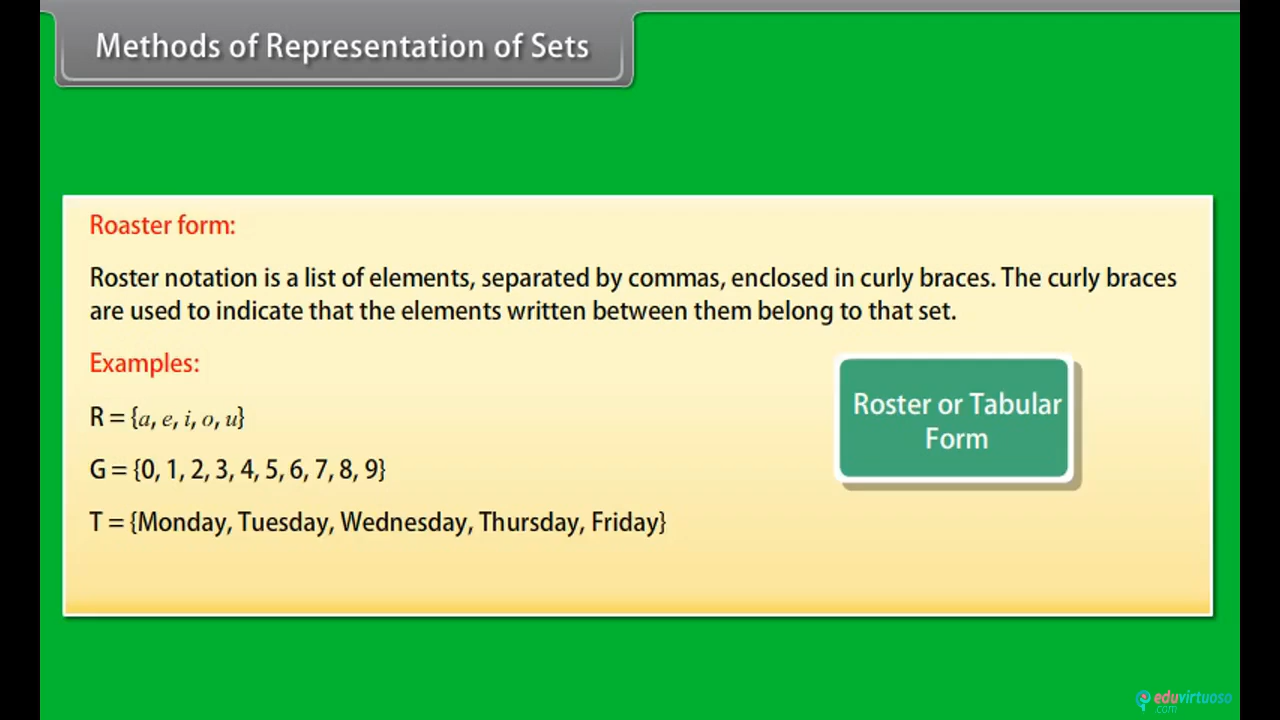 Methods of Representation of Sets
Roaster form:
Roster notation is a list of elements, separated by commas, enclosed in curly braces. The curly braces
are used to indicate that the elements written between them belong to that set.
Examples:
R = {a, e, i, o, u}
G = {0, 1, 2, 3, 4, 5, 6, 7, 8, 9}
T = {Monday, Tuesday, Wednesday, Thursday, Friday}
Roster or Tabular
Form
eduvirtuoso
.com